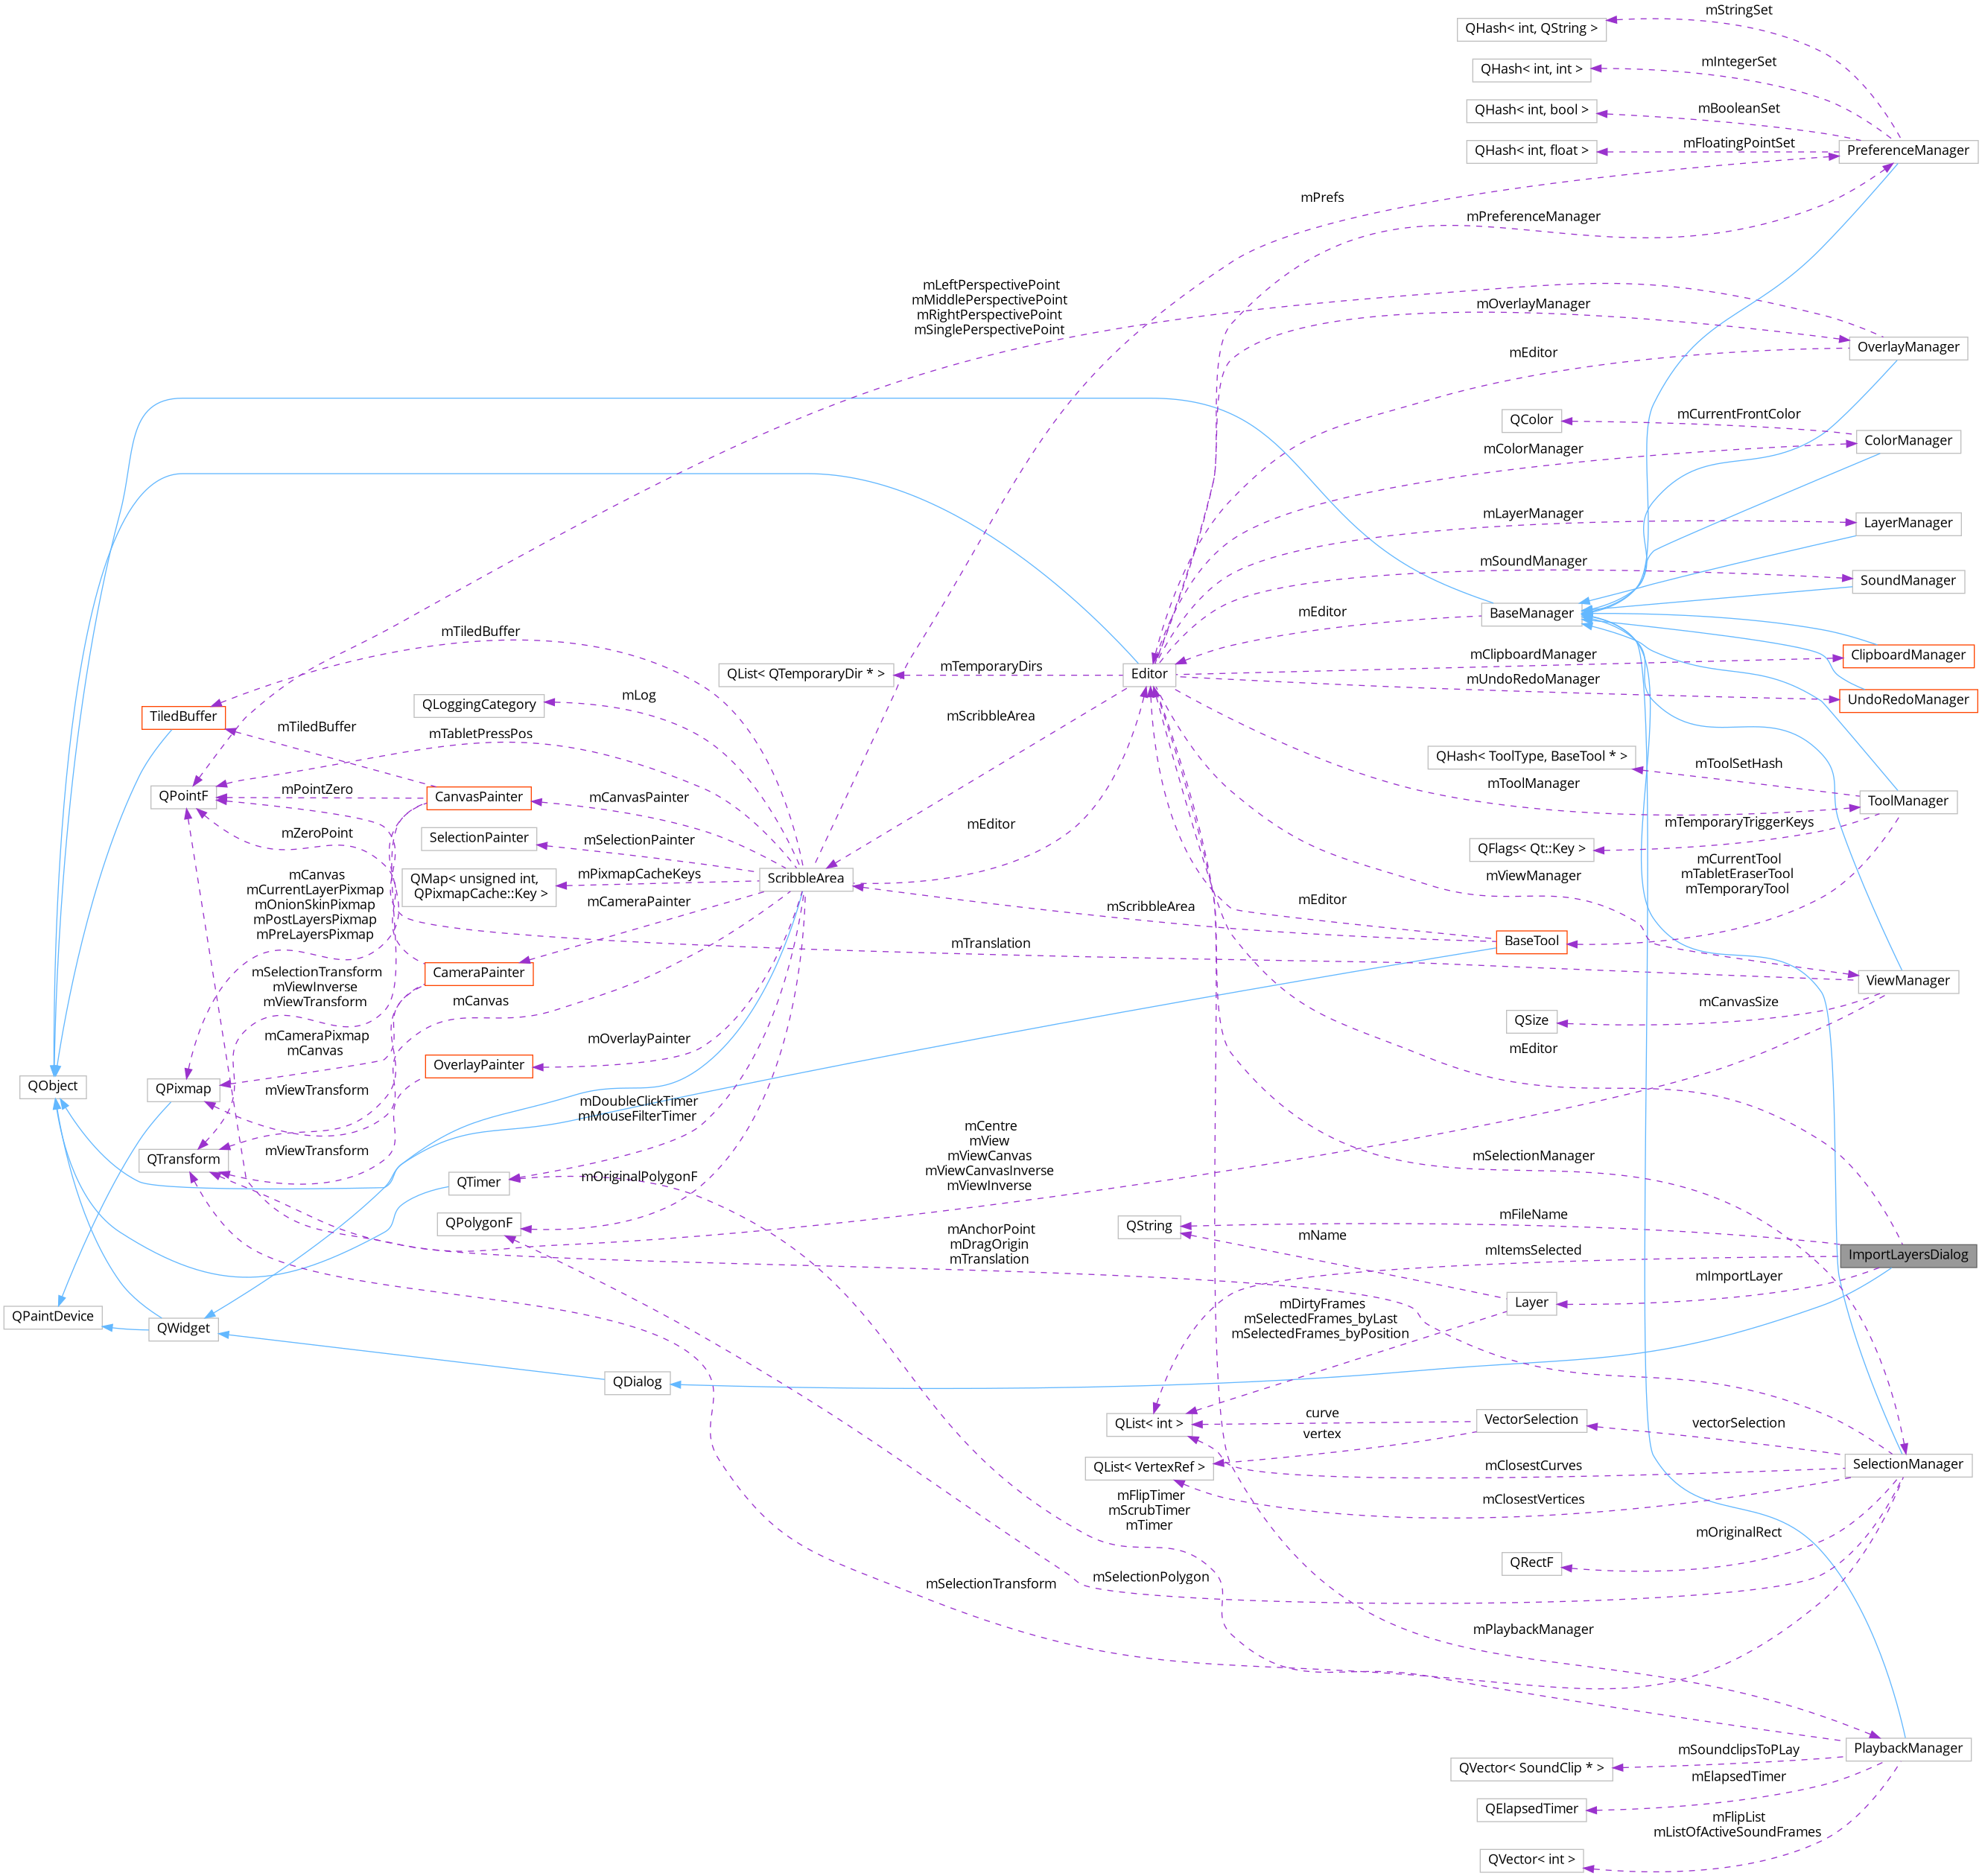 mStringSet
QHash< int, QString >
mIntegerSet
QHash< int, int >
mBooleanSet
QHash< int, bool >
mFloatingPointSet
QHash< int, float >
PreferenceManager
mPrefs
mPreferenceManager
mLeftPerspectivePoint
mMiddlePerspectivePoint
mRightPerspectivePoint
mSinglePerspectivePoint
mOverlayManager
OverlayManager
mEditor
QColor
mCurrentFrontColor
ColorManager
mColorManager
mLayerManager
LayerManager
mSoundManager
SoundManager
BaseManager
mEditor
mTiledBuffer
QList< QTemporaryDir * >
mTemporaryDirs
Editor
mClipboardManager
ClipboardManager
mUndoRedoManager
UndoRedoManager
QLoggingCategory
mLog
TiledBuffer
mTiledBuffer
mTabletPressPos
mScribbleArea
QHash< ToolType, BaseTool * >
mToolSetHash
mToolManager
ToolManager
QPointF
mPointZero
CanvasPainter
mCanvasPainter
mZeroPoint
SelectionPainter
mSelectionPainter
mEditor
mTemporaryTriggerKeys
QFlags< Qt::Key >
mCanvas
mCurrentLayerPixmap
mOnionSkinPixmap
mPostLayersPixmap
mPreLayersPixmap
QMap< unsigned int,
QPixmapCache::Key >
mPixmapCacheKeys
ScribbleArea
mCameraPainter
mViewManager
mCurrentTool
mTabletEraserTool
mTemporaryTool
mScribbleArea
mEditor
BaseTool
mTranslation
mSelectionTransform
mViewInverse
mViewTransform
CameraPainter
mCanvas
ViewManager
mCanvasSize
QSize
mCameraPixmap
mCanvas
mOverlayPainter
OverlayPainter
mEditor
QObject
QPixmap
mViewTransform
mDoubleClickTimer
mMouseFilterTimer
QTransform
mViewTransform
QTimer
mOriginalPolygonF
mCentre
mView
mViewCanvas
mViewCanvasInverse
mViewInverse
mSelectionManager
QPolygonF
mAnchorPoint
mDragOrigin
mTranslation
QString
mFileName
mName
mItemsSelected
ImportLayersDialog
mImportLayer
Layer
QPaintDevice
QWidget
mDirtyFrames
mSelectedFrames_byLast
mSelectedFrames_byPosition
QDialog
QList< int >
curve
vertex
VectorSelection
vectorSelection
QList< VertexRef >
mClosestCurves
SelectionManager
mClosestVertices
mFlipTimer
mScrubTimer
mTimer
mOriginalRect
QRectF
mSelectionTransform
mSelectionPolygon
mPlaybackManager
PlaybackManager
mSoundclipsToPLay
QVector< SoundClip * >
mElapsedTimer
QElapsedTimer
mFlipList
mListOfActiveSoundFrames
QVector< int >